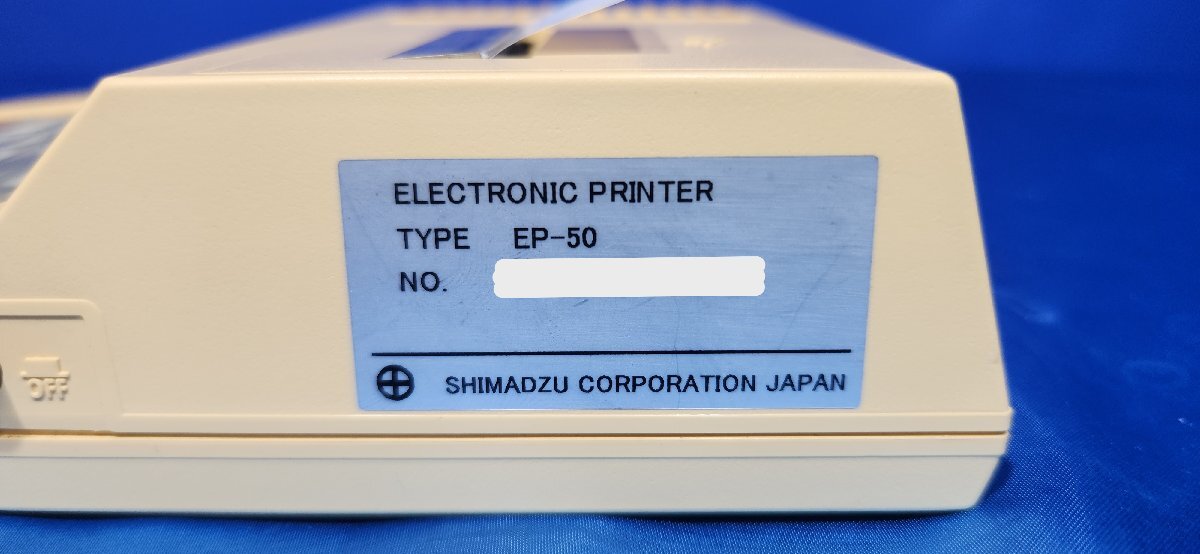 ELECTRONIC PRINTER
TYPE EP-50
NO.
SHIMADZU CORPORATION JAPAN
OFF